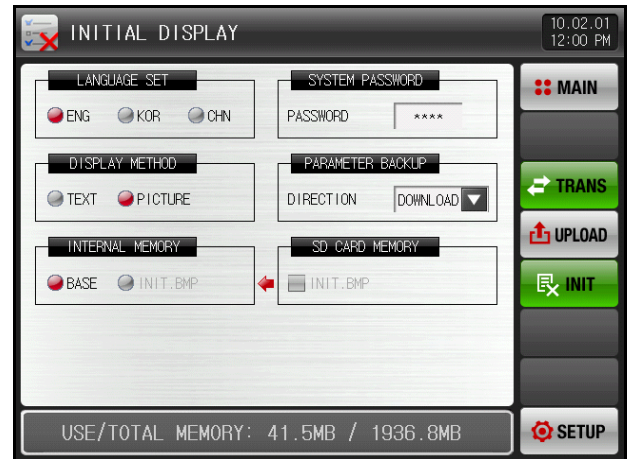 INITIAL DISPLAY
10.02.01
12:00 PM
LANGUAGE SET
ENG KOR CHN
SYSTEM PASSWORD
PASSWORD ****
DISPLAY METHOD
TEXT PICTURE
PARAMETER BACKUP
DIRECTION DOWNLOAD
INTERNAL MEMORY
BASE INIT.BMP
SD CARD MEMORY
INIT.BMP
USE/TOTAL MEMORY: 41.5MB / 1936.8MB
MAIN
TRANS
UPLOAD
INIT
SETUP